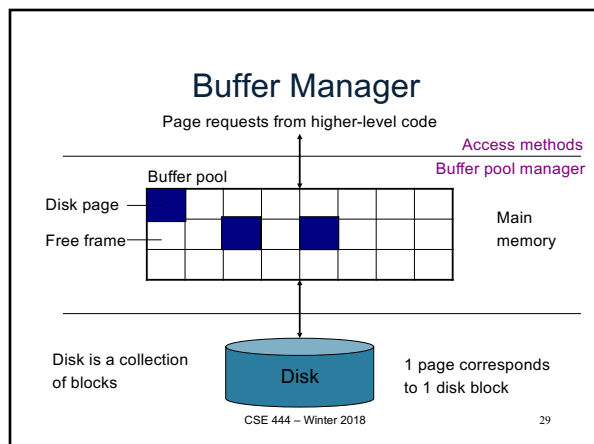 Buffer Manager
Page requests from higher-level code
Access methods
Buffer pool manager
Buffer pool
Disk page
Free frame
Main
memory
Disk is a collection
of blocks
Disk
1 page corresponds
to 1 disk block
CSE 444 – Winter 2018
29